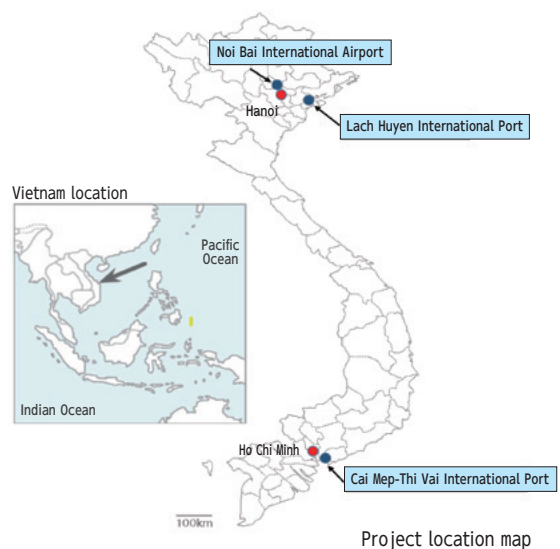 Noi Bai International Airport
Hanoi
Lach Huyen International Port
Vietnam location
Pacific
Ocean
Indian Ocean
Ho Chi Minh
Cai Mep-Thi Vai International Port
100km
Project location map